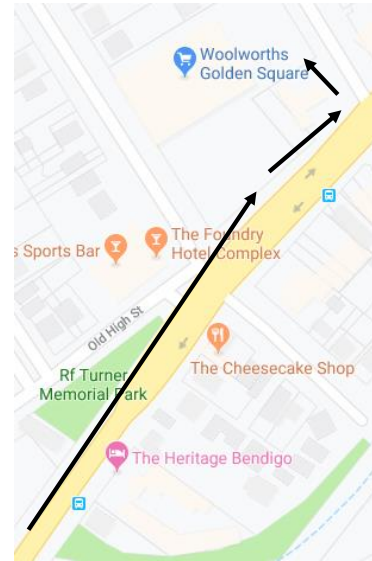 Woolworths
Golden Square
The Foundry
Hotel Complex
s Sports Bar
Old High St
The Cheesecake Shop
Rf Turner
Memorial Park
The Heritage Bendigo